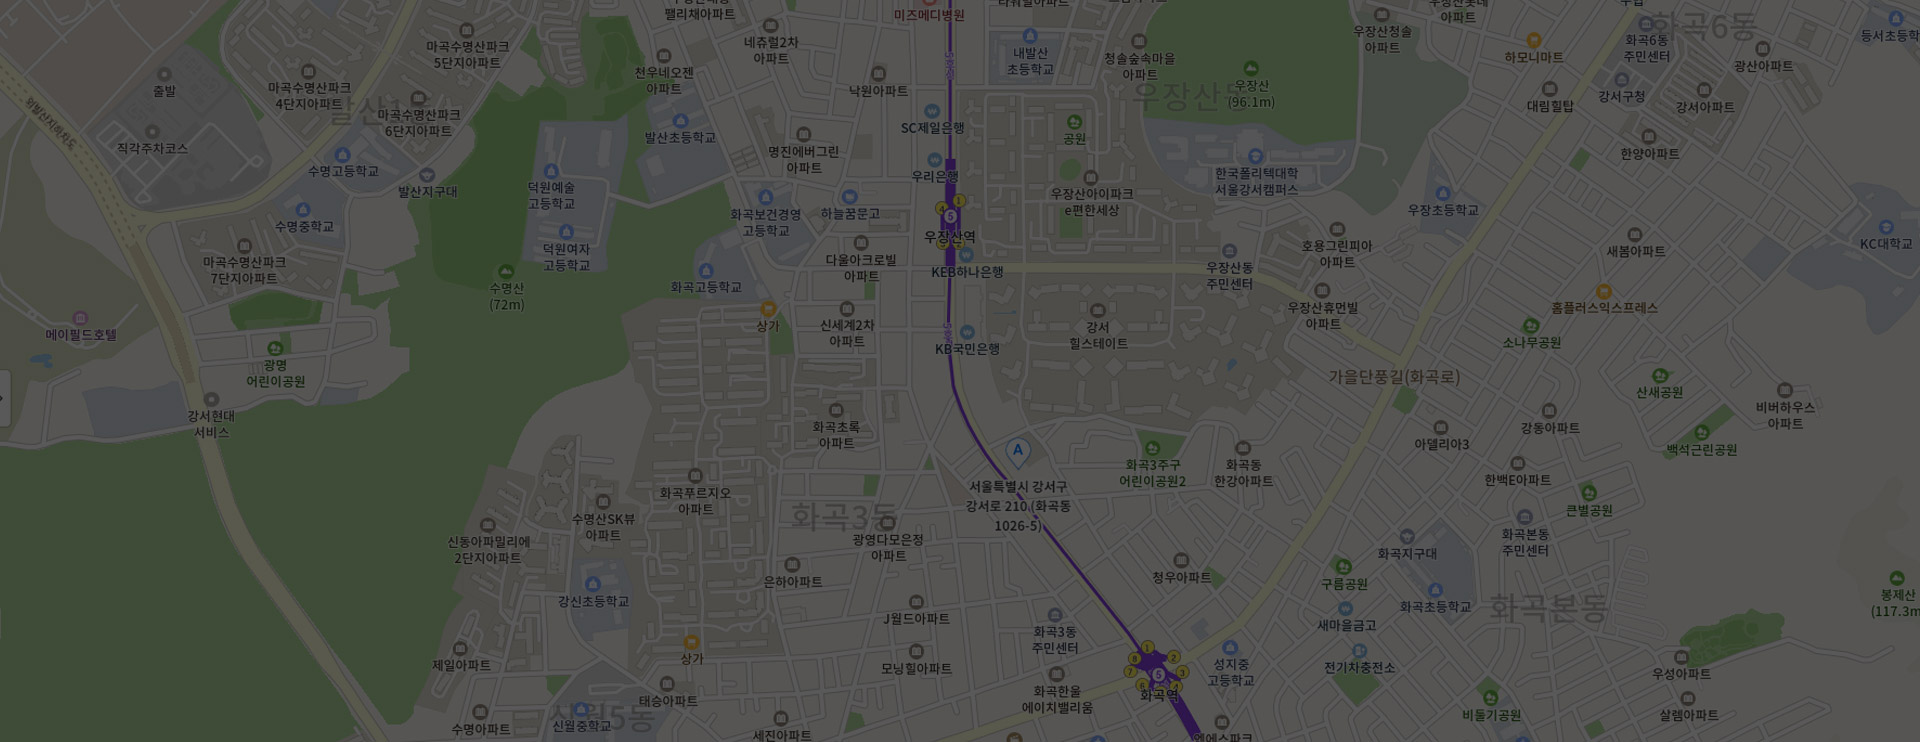 팰리채아파트
미즈메디병원
화곡6동
마곡수명산파크
5단지아파트
네츄럴2차
아파트
내발산
초등학교
청솔숲속마을
아파트
우장산청솔
아파트
하모니마트
화곡6동
주민센터
광산아파트
출발
마곡수명산파크
4단지아파트
천우네오젠
아파트
낙원아파트
우장산
(96.1m)
대림힐탑
강서구청
강서아파트
마곡수명산파크
6단지아파트
직각주차코스
발산초등학교
SC제일은행
공원
명진에버그린
아파트
한양아파트
수명고등학교
발산지구대
덕원예술
고등학교
우리은행
한국폴리텍대학
서울강서캠퍼스
우장산아이파크
e편한세상
우장초등학교
수명중학교
화곡보건경영
고등학교
하늘꿈문고
우장산역
덕원여자
고등학교
마곡수명산파크
7단지아파트
다울아크로빌
아파트
KEB하나은행
우장산동
주민센터
호용그린피아
아파트
새봄아파트
KC대학교
수명산
(72m)
화곡고등학교
우장산휴먼빌
아파트
홈플러스익스프레스
메이필드호텔
상가
신세계2차
아파트
강서
힐스테이트
KB국민은행
소나무공원
광명
어린이공원
가을단풍길(화곡로)
산새공원
강서현대
서비스
화곡초록
아파트
비버하우스
아파트
강동아파트
아델리아3
백석근린공원
A
화곡3주구
어린이공원2
화곡동
한강아파트
한백E아파트
서울특별시 강서구
강서로 210 (화곡동
1026-5)
화곡푸르지오
아파트
큰별공원
수명산SK뷰
아파트
화곡3동
광영다모은정
아파트
신동아파밀리에
2단지아파트
화곡본동
주민센터
화곡지구대
은하아파트
청우아파트
구름공원
강신초등학교
화곡초등학교
화곡본동
봉제산
(117.3m
J월드아파트
새마을금고
화곡3동
주민센터
상가
제일아파트
모닝힐아파트
성지중
고등학교
전기차충전소
우성아파트
화곡역
화곡한울
에이치밸리움
태승아파트
수명아파트
신월중학교
세진아파트
비둘기공원
살렘아파트